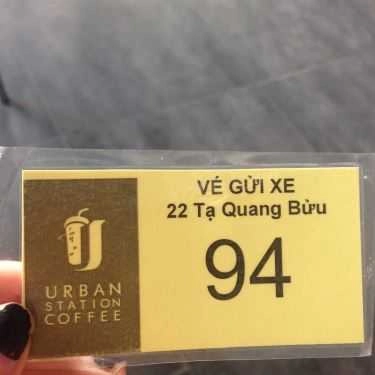 VÉ GỬI XE
22 Tạ Quang Bửu
94
URBAN
STATION
COFFEE